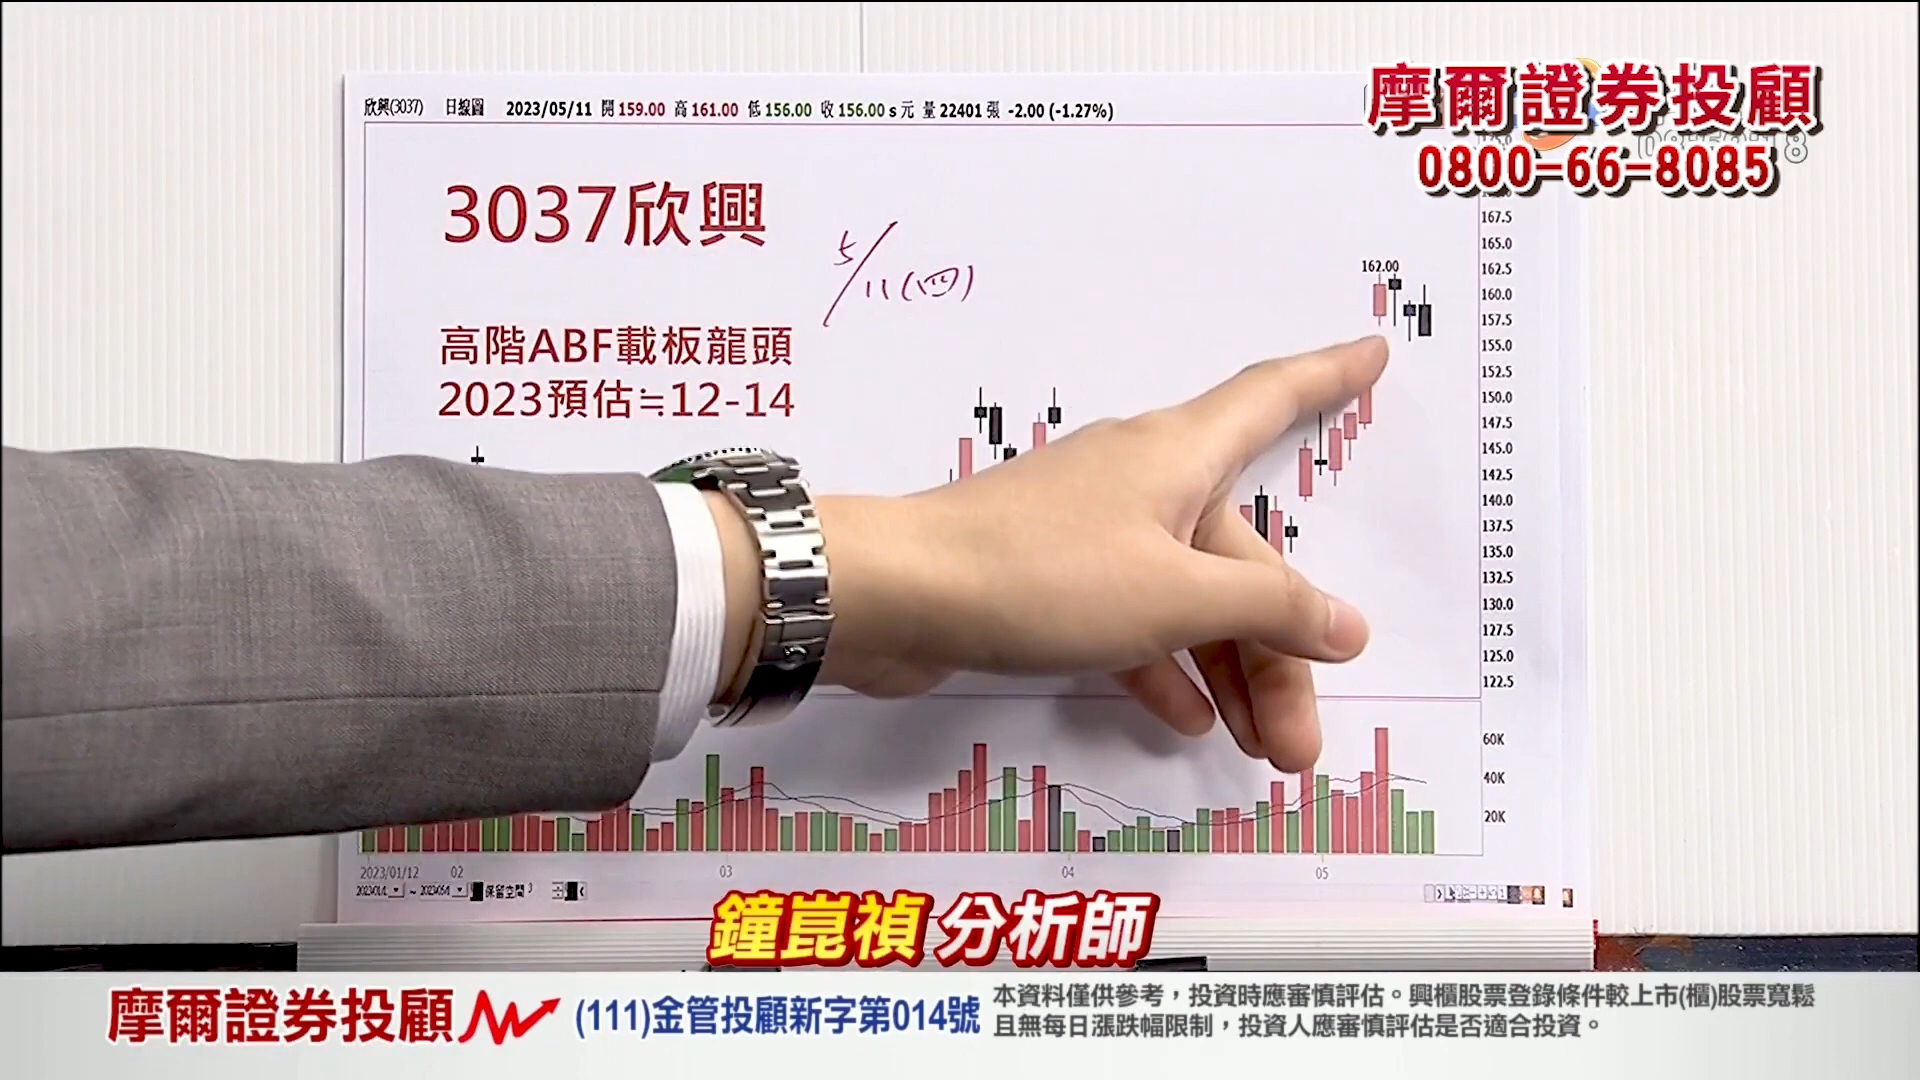 摩爾證券投顧
0800-66-8085
欣興(3037) 日線圖 2023/05/11 開 159.00 高 161.00 低 156.00 收 156.00 s 元 量 22401 張 -2.00 (-1.27%)
3037欣興
5/11(四)
高階ABF載板龍頭
2023預估≒12-14
162.00
167.5
165.0
162.5
160.0
157.5
155.0
152.5
150.0
147.5
145.0
142.5
140.0
137.5
135.0
132.5
130.0
127.5
125.0
122.5
60K
40K
20K
2023/01/12 02 03 04 05
保留空間
鐘崑禎 分析師
摩爾證券投顧 (111)金管投顧新字第014號
本資料僅供參考，投資時應審慎評估。興櫃股票登錄條件較上市(櫃)股票寬鬆
且無每日漲跌幅限制，投資人應審慎評估是否適合投資。